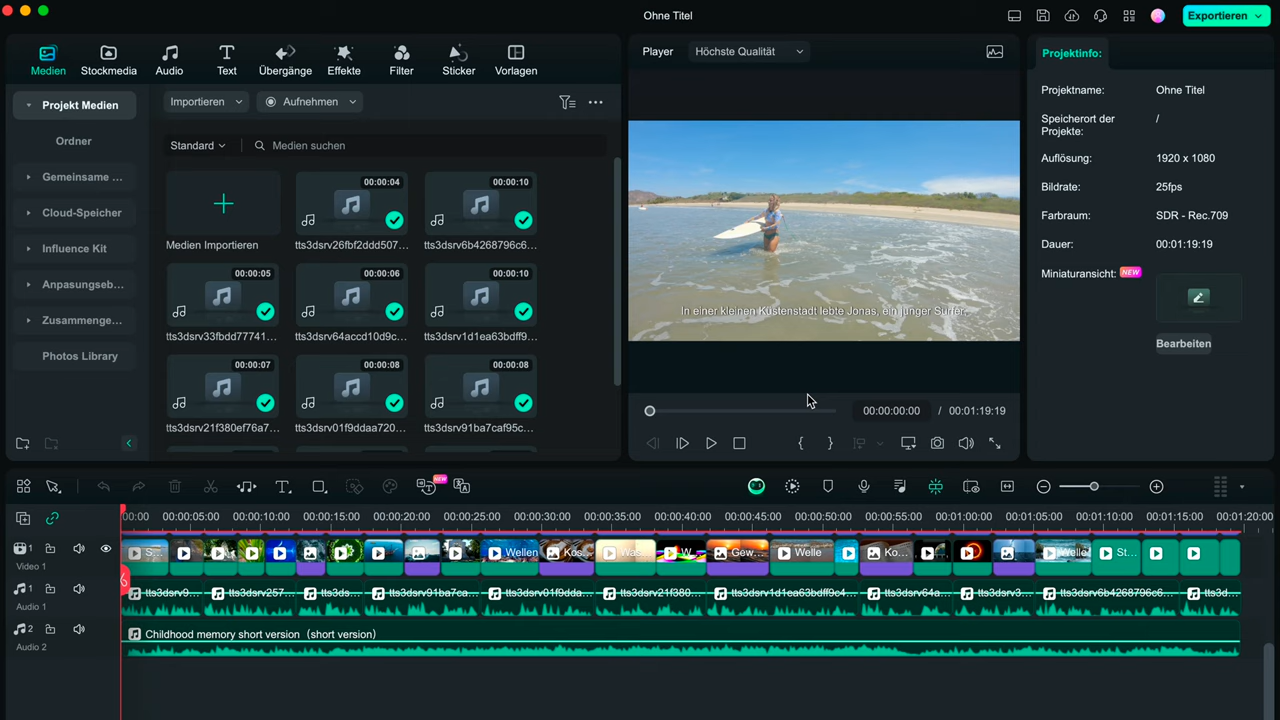 Ohne Titel
Exportieren
Medien
Stockmedia
Audio
Text
Übergänge
Effekte
Filter
Sticker
Vorlagen
Projekt Medien
Ordner
Gemeinsame ...
Cloud-Speicher
Influence Kit
Anpasungseb...
Zusammenge...
Photos Library
Importieren
Aufnehmen
Standard
Medien suchen
Medien Importieren
00:00:04
tts3dsrv26fbf2ddd507...
00:00:10
tts3dsrv6b4268796c6...
00:00:05
tts3dsrv33fbdd77741...
00:00:06
tts3dsrv64accd10d9c...
00:00:10
tts3dsrv1d1ea63bdff9...
00:00:07
tts3dsrv21f380ef76a7...
00:00:08
tts3dsrv01f9ddaa720...
00:00:08
tts3dsrv91ba7caf95c...
Player
Höchste Qualität
In einer kleinen Küstenstadt lebte Jonas, ein junger Surfer.
00:00:00:00 / 00:01:19:19
Projektinfo:
Projektname: Ohne Titel
Speicherort der
Projekte: /
Auflösung: 1920 x 1080
Bildrate: 25fps
Farbraum: SDR - Rec.709
Dauer: 00:01:19:19
Miniaturansicht: NEW
Bearbeiten
NEW
00:00 00:00:05:00 00:00:10:00 00:00:15:00 00:00:20:00 00:00:25:00 00:00:30:00 00:00:35:00 00:00:40:00 00:00:45:00 00:00:50:00 00:00:55:00 00:01:00:00 00:01:05:00 00:01:10:00 00:01:15:00 00:01:20:00
1
Video 1
S... Wellen Kos... Was... W... Gew... Welle Ko... Welle St...
1
Audio 1
tts3dsrv9... tts3dsrv257... tts3ds... tts3dsrv91ba7ca... tts3dsrv01f9dda... tts3dsrv21f380... tts3dsrv1d1ea63bdff9c4... tts3dsrv64a... tts3dsrv3... tts3dsrv6b4268796c6... tts3d...
2
Audio 2
Childhood memory short version（short version）